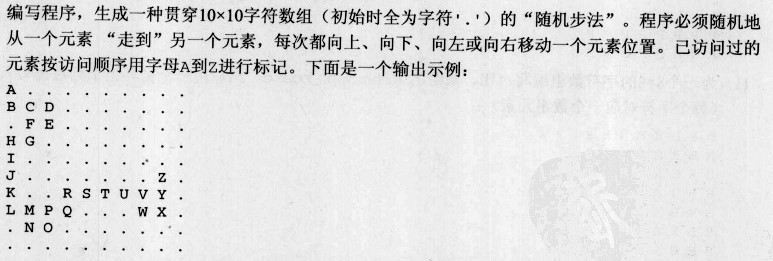 编写程序，生成一种贯穿10×10字符数组（初始时全为字符'.'）的“随机步法”。程序必须随机地
从一个元素 “走到”另一个元素，每次都向上、向下、向左或向右移动一个元素位置。已访问过的
元素按访问顺序用字母A到Z进行标记。下面是一个输出示例：
A . . . . . . . . .
B C D . . . . . . .
. F E . . . . . . .
H G . . . . . . . .
I . . . . . . . . .
J . . . . . . . Z .
K . . R S T U V Y .
L M P Q . . . W X .
. N O . . . . . . .
. . . . . . . . . .